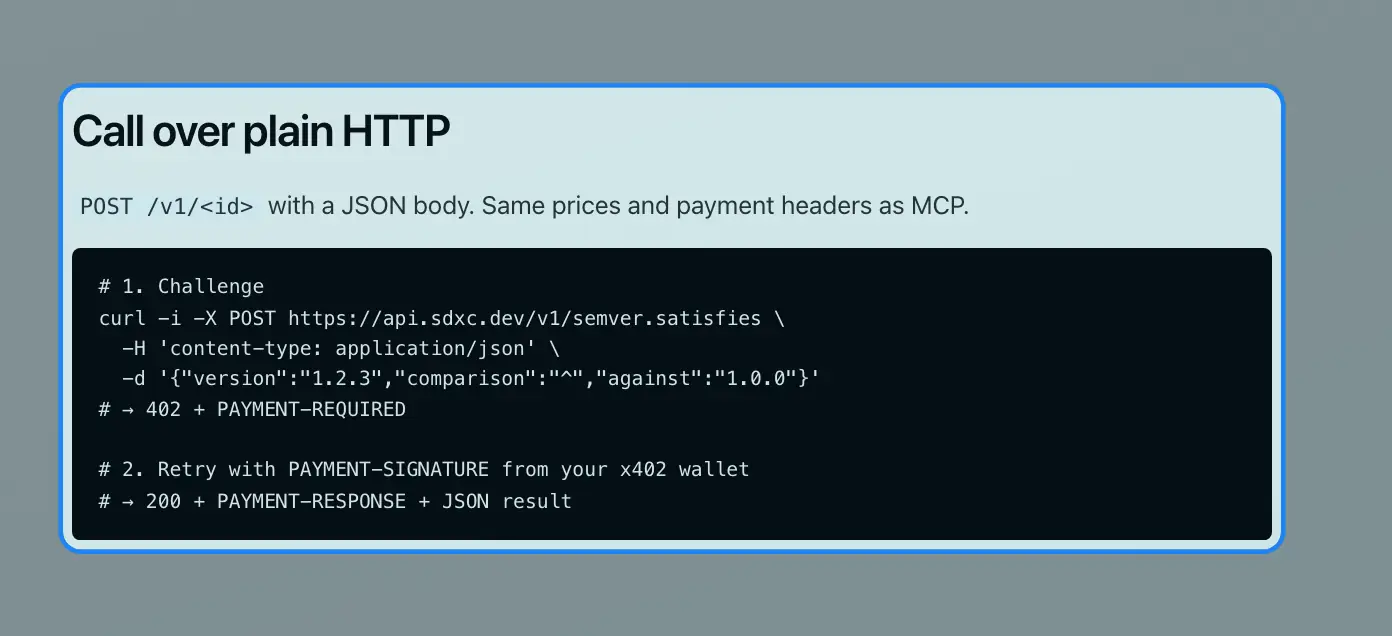 Call over plain HTTP
POST /v1/<id> with a JSON body. Same prices and payment headers as MCP.
# 1. Challenge
curl -i -X POST https://api.sdxc.dev/v1/semver.satisfies \
  -H 'content-type: application/json' \
  -d '{"version":"1.2.3","comparison":"^","against":"1.0.0"}'
# → 402 + PAYMENT-REQUIRED
# 2. Retry with PAYMENT-SIGNATURE from your x402 wallet
# → 200 + PAYMENT-RESPONSE + JSON result